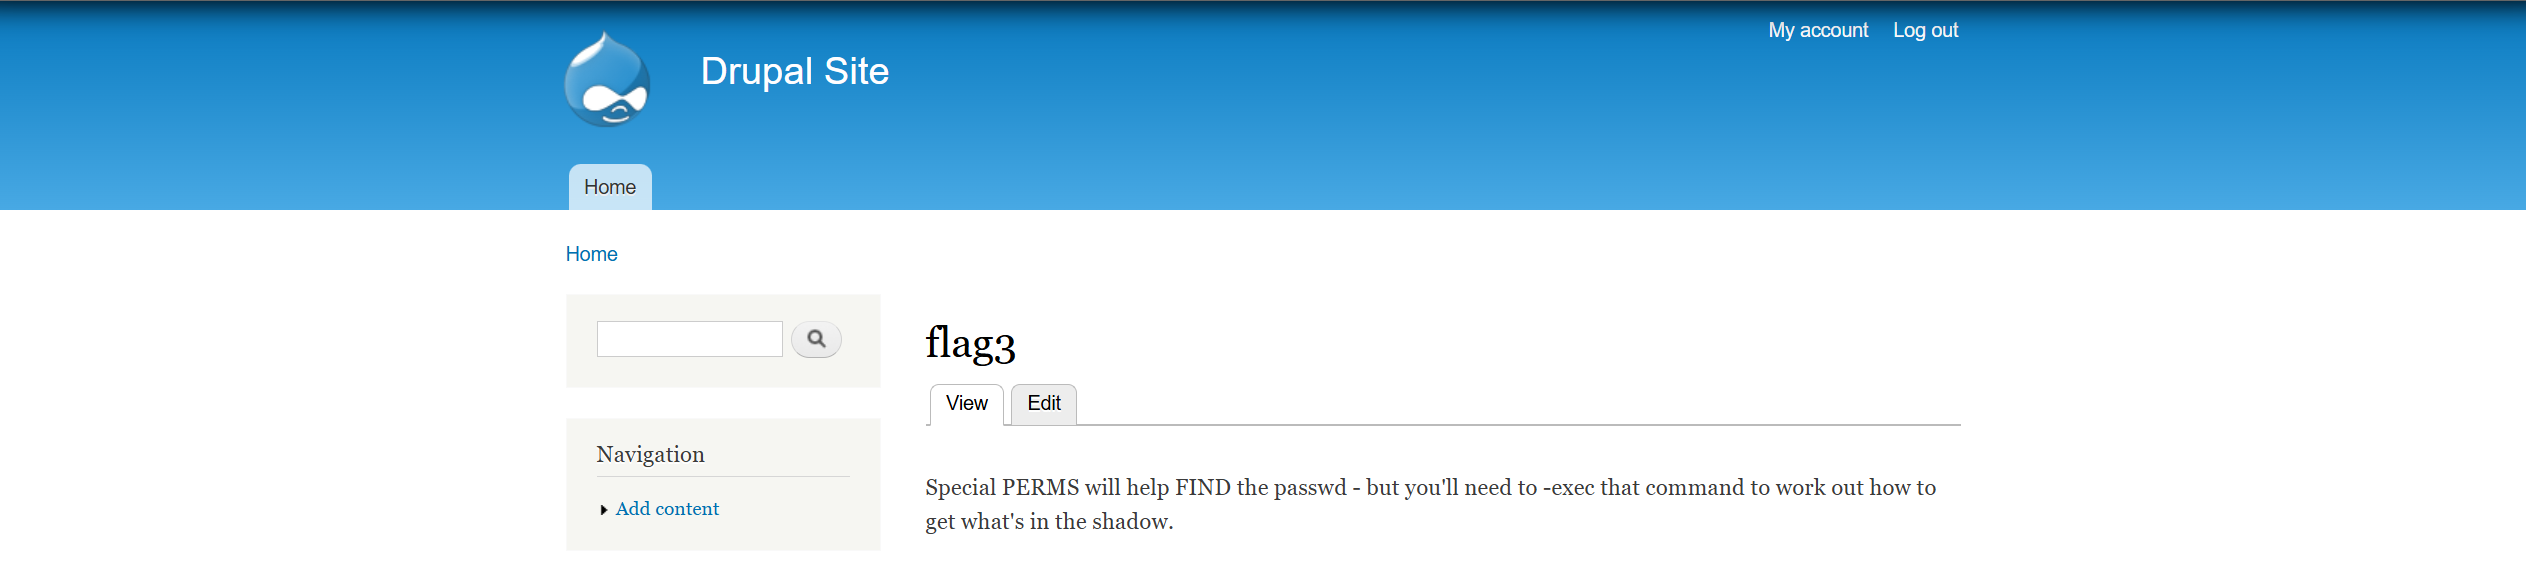 My account Log out
Drupal Site
Home
Home
flag3
View Edit
Navigation
Add content
Special PERMS will help FIND the passwd - but you'll need to -exec that command to work out how to
get what's in the shadow.